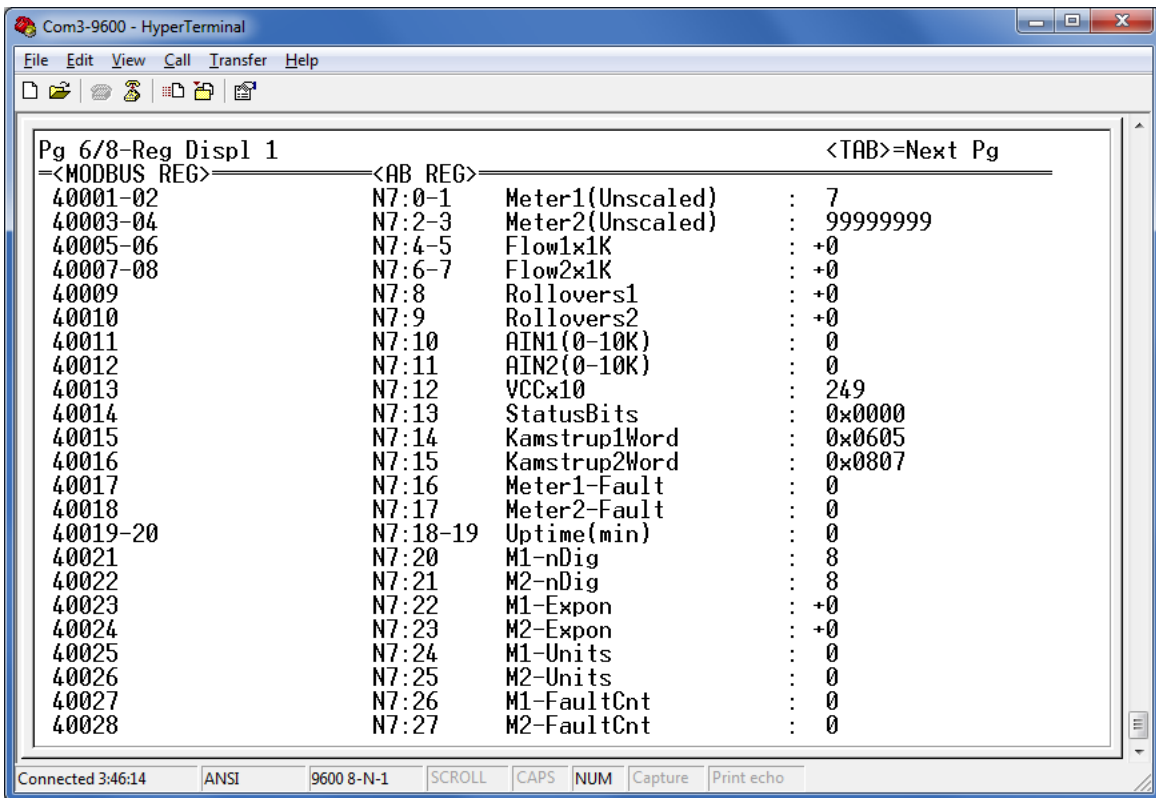 Com3-9600 - HyperTerminal
File Edit View Call Transfer Help
Pg 6/8-Reg Displ 1 <TAB>=Next Pg
=<MODBUS REG>=<AB REG>=
40001-02 N7:0-1 Meter1(Unscaled) : 7
40003-04 N7:2-3 Meter2(Unscaled) : 99999999
40005-06 N7:4-5 Flow1x1K : +0
40007-08 N7:6-7 Flow2x1K : +0
40009 N7:8 Rollovers1 : +0
40010 N7:9 Rollovers2 : +0
40011 N7:10 AIN1(0-10K) : 0
40012 N7:11 AIN2(0-10K) : 0
40013 N7:12 VCCx10 : 249
40014 N7:13 StatusBits : 0x0000
40015 N7:14 Kamstrup1Word : 0x0605
40016 N7:15 Kamstrup2Word : 0x0807
40017 N7:16 Meter1-Fault : 0
40018 N7:17 Meter2-Fault : 0
40019-20 N7:18-19 Uptime(min) : 0
40021 N7:20 M1-nDig : 8
40022 N7:21 M2-nDig : 8
40023 N7:22 M1-Expon : +0
40024 N7:23 M2-Expon : +0
40025 N7:24 M1-Units : 0
40026 N7:25 M2-Units : 0
40027 N7:26 M1-FaultCnt : 0
40028 N7:27 M2-FaultCnt : 0
Connected 3:46:14 ANSI 9600 8-N-1 SCROLL CAPS NUM Capture Print echo